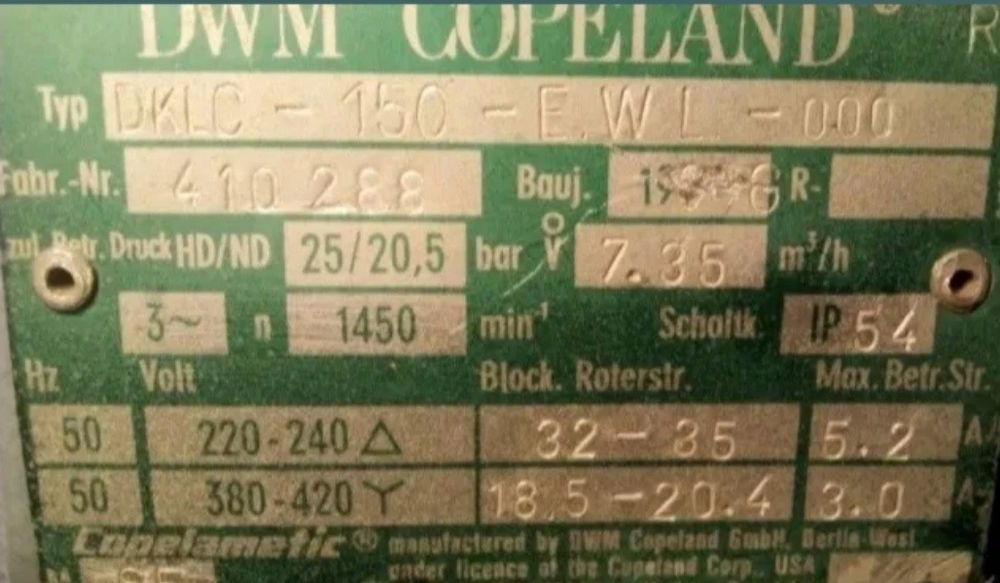 DWM COPELAND® R
Typ DKLC - 150 - E.W L. - 000
Fabr.-Nr. 410 288 Bauj. R-
zul. Betr. Druck HD/ND 25/20,5 bar V̊ 7.35 m³/h
3~ n 1450 min⁻¹ Schaltk. IP 54
Hz Volt Block. Roterstr. Max. Betr. Str.
50 220-240 △ 32 - 35 5.2 A
50 380-420 Y 18.5 - 20.4 3.0 A
Copelametic® manufactured by DWM Copeland GmbH, Berlin-West
under licence of the Copeland Corp., USA